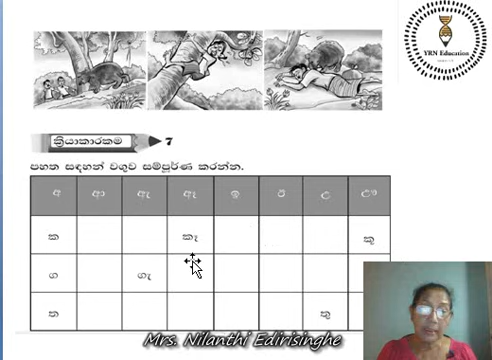 YRN Education
ක්‍රියාකාරකම 7
පහත සඳහන් වගුව සම්පූර්ණ කරන්න.
අ ආ ඇ ඈ ඉ ඊ උ ඌ
ක කෑ කූ
ග ගැ
ත තු
Mrs. Nilanthi Edirisinghe